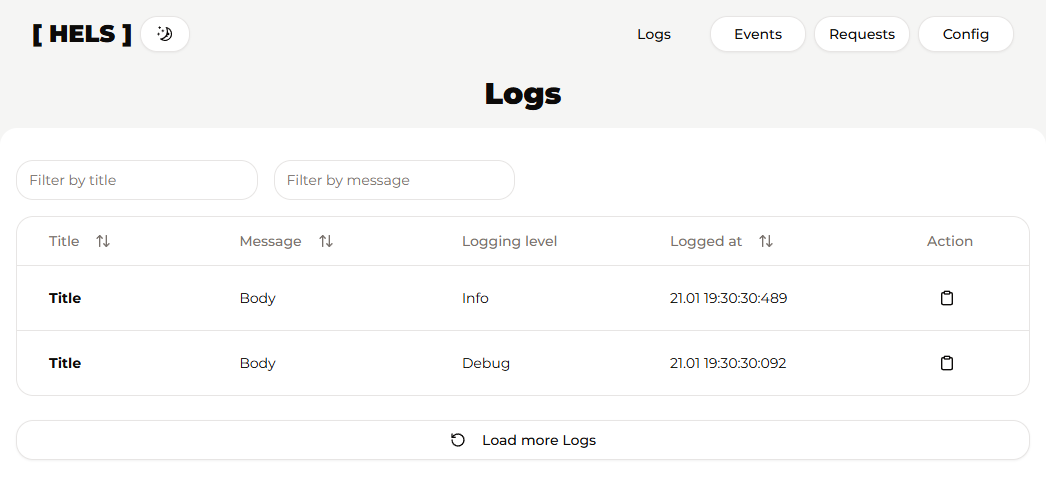 [ HELS ] Logs Events Requests Config
Logs
Filter by title Filter by message
Title Message Logging level Logged at Action
Title Body Info 21.01 19:30:30:489
Title Body Debug 21.01 19:30:30:092
Load more Logs